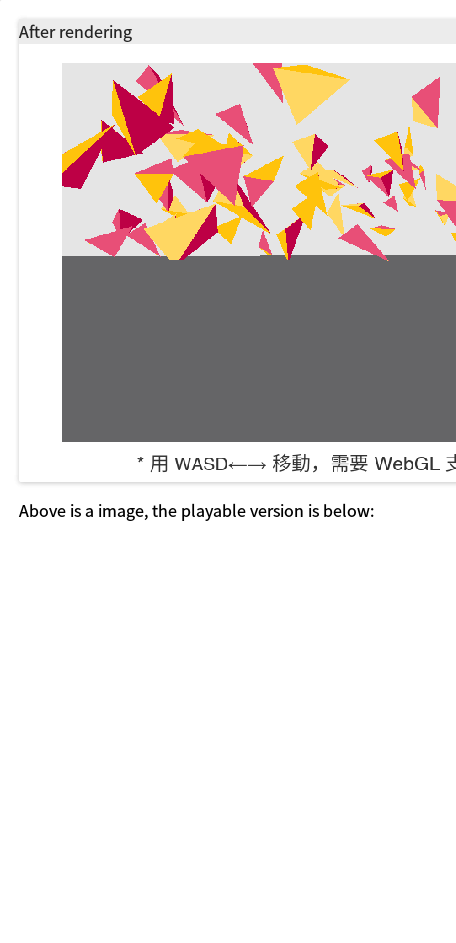 After rendering
* 用 WASD←→ 移動，需要 WebGL 支
Above is a image, the playable version is below: